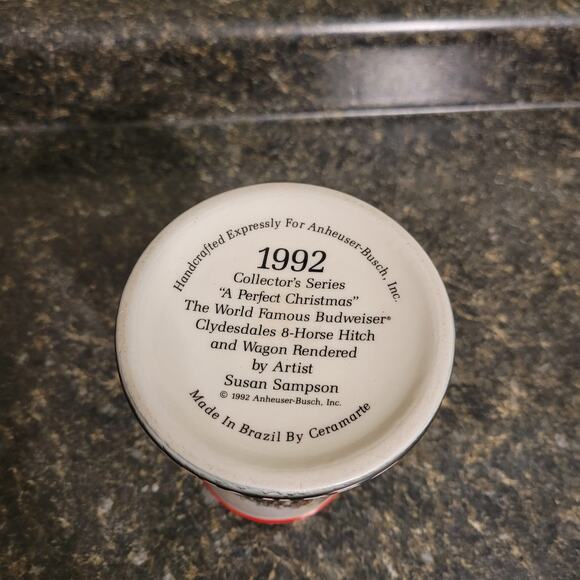 Handcrafted Expressly For Anheuser-Busch, Inc.
1992
Collector's Series
"A Perfect Christmas"
The World Famous Budweiser®
Clydesdales 8-Horse Hitch
and Wagon Rendered
by Artist
Susan Sampson
© 1992 Anheuser-Busch, Inc.
Made In Brazil By Ceramarte